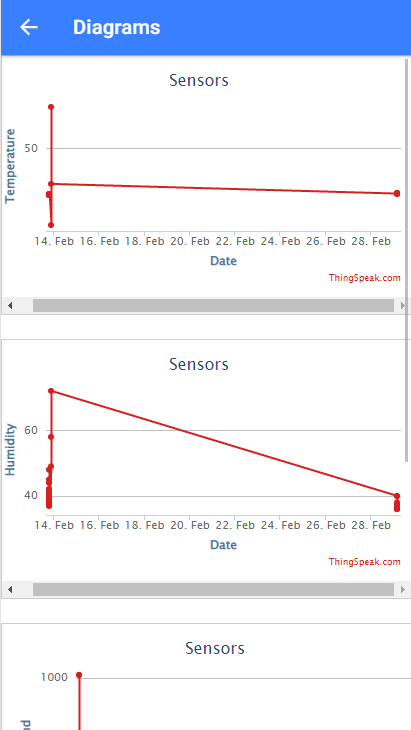 Diagrams
Sensors
Temperature
50
14. Feb 16. Feb 18. Feb 20. Feb 22. Feb 24. Feb 26. Feb 28. Feb
Date
ThingSpeak.com
Sensors
Humidity
60
40
14. Feb 16. Feb 18. Feb 20. Feb 22. Feb 24. Feb 26. Feb 28. Feb
Date
ThingSpeak.com
Sensors
1000
nd